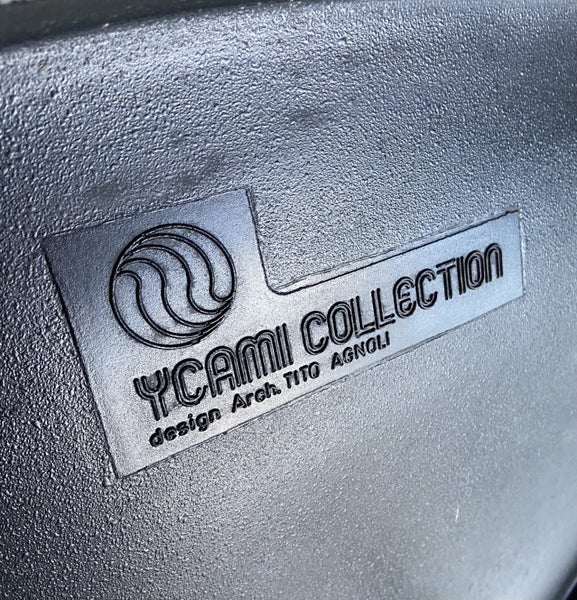 YCAMI COLLECTION
design Arch. TITO AGNOLI